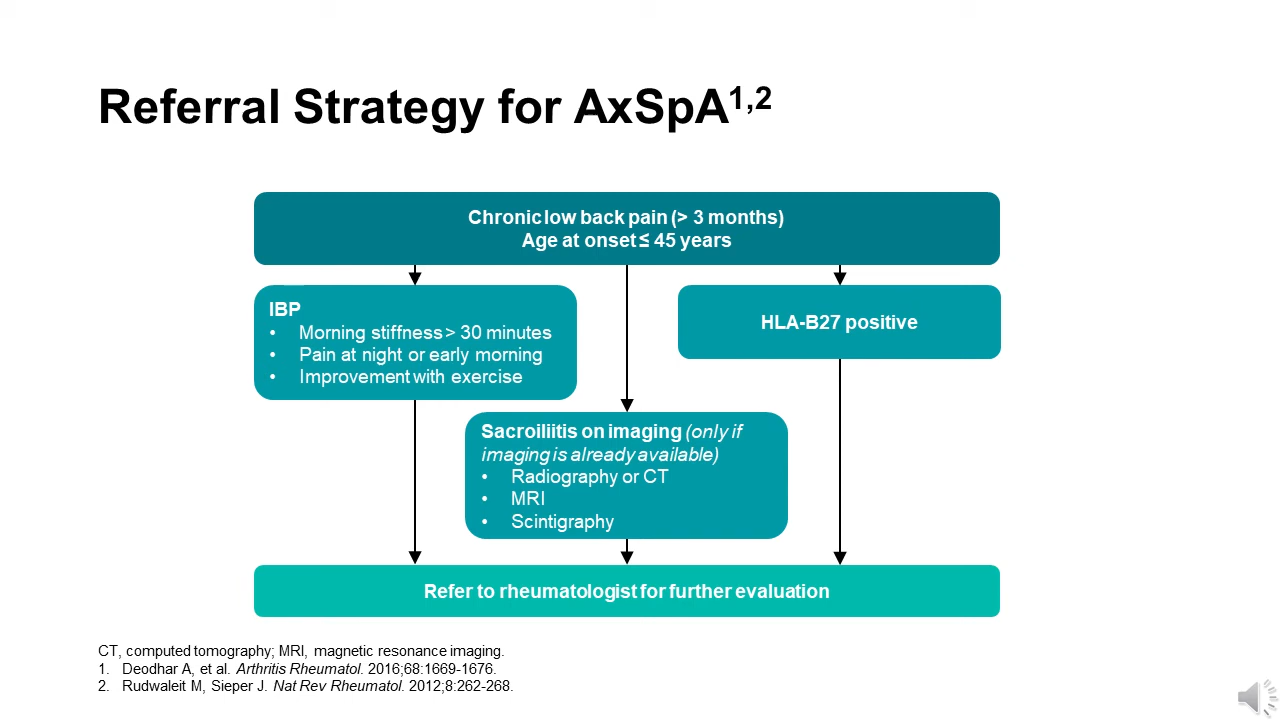 Referral Strategy for AxSpA1,2
Chronic low back pain (> 3 months)
Age at onset ≤ 45 years
IBP
• Morning stiffness > 30 minutes
• Pain at night or early morning
• Improvement with exercise
HLA-B27 positive
Sacroiliitis on imaging (only if
imaging is already available)
• Radiography or CT
• MRI
• Scintigraphy
Refer to rheumatologist for further evaluation
CT, computed tomography; MRI, magnetic resonance imaging.
1. Deodhar A, et al. Arthritis Rheumatol. 2016;68:1669-1676.
2. Rudwaleit M, Sieper J. Nat Rev Rheumatol. 2012;8:262-268.